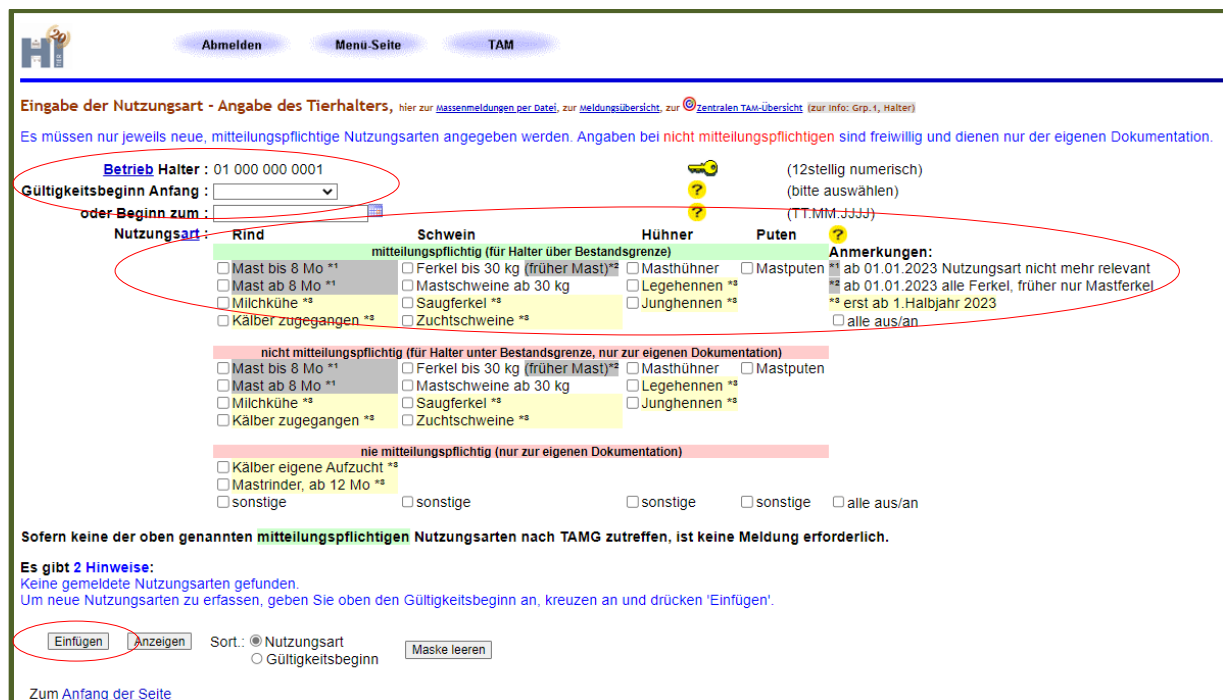 HI 20 TIER
Abmelden Menü-Seite TAM
Eingabe der Nutzungsart - Angabe des Tierhalters, hier zur Massenmeldungen per Datei, zur Meldungsübersicht, zur Zentralen TAM-Übersicht (zur Info: Grp.1, Halter)
Es müssen nur jeweils neue, mitteilungspflichtige Nutzungsarten angegeben werden. Angaben bei nicht mitteilungspflichtigen sind freiwillig und dienen nur der eigenen Dokumentation.
Betrieb Halter : 01 000 000 0001 (12stellig numerisch)
Gültigkeitsbeginn Anfang : ? (bitte auswählen)
oder Beginn zum : ? (TT.MM.JJJJ)
Nutzungsart : Rind Schwein Hühner Puten ?
mitteilungspflichtig (für Halter über Bestandsgrenze) Anmerkungen:
Mast bis 8 Mo *¹ Ferkel bis 30 kg (früher Mast)*² Masthühner Mastputen *¹ ab 01.01.2023 Nutzungsart nicht mehr relevant
Mast ab 8 Mo *¹ Mastschweine ab 30 kg Legehennen *³ *² ab 01.01.2023 alle Ferkel, früher nur Mastferkel
Milchkühe *³ Saugferkel *³ Junghennen *³ *³ erst ab 1.Halbjahr 2023
Kälber zugegangen *³ Zuchtschweine *³ alle aus/an
nicht mitteilungspflichtig (für Halter unter Bestandsgrenze, nur zur eigenen Dokumentation)
Mast bis 8 Mo *¹ Ferkel bis 30 kg (früher Mast)*² Masthühner Mastputen
Mast ab 8 Mo *¹ Mastschweine ab 30 kg Legehennen *³
Milchkühe *³ Saugferkel *³ Junghennen *³
Kälber zugegangen *³ Zuchtschweine *³
nie mitteilungspflichtig (nur zur eigenen Dokumentation)
Kälber eigene Aufzucht *³
Mastrinder, ab 12 Mo *³
sonstige sonstige sonstige sonstige alle aus/an
Sofern keine der oben genannten mitteilungspflichtigen Nutzungsarten nach TAMG zutreffen, ist keine Meldung erforderlich.
Es gibt 2 Hinweise:
Keine gemeldete Nutzungsarten gefunden.
Um neue Nutzungsarten zu erfassen, geben Sie oben den Gültigkeitsbeginn an, kreuzen an und drücken 'Einfügen'.
Einfügen Anzeigen Sort.: Nutzungsart Maske leeren
Gültigkeitsbeginn
Zum Anfang der Seite